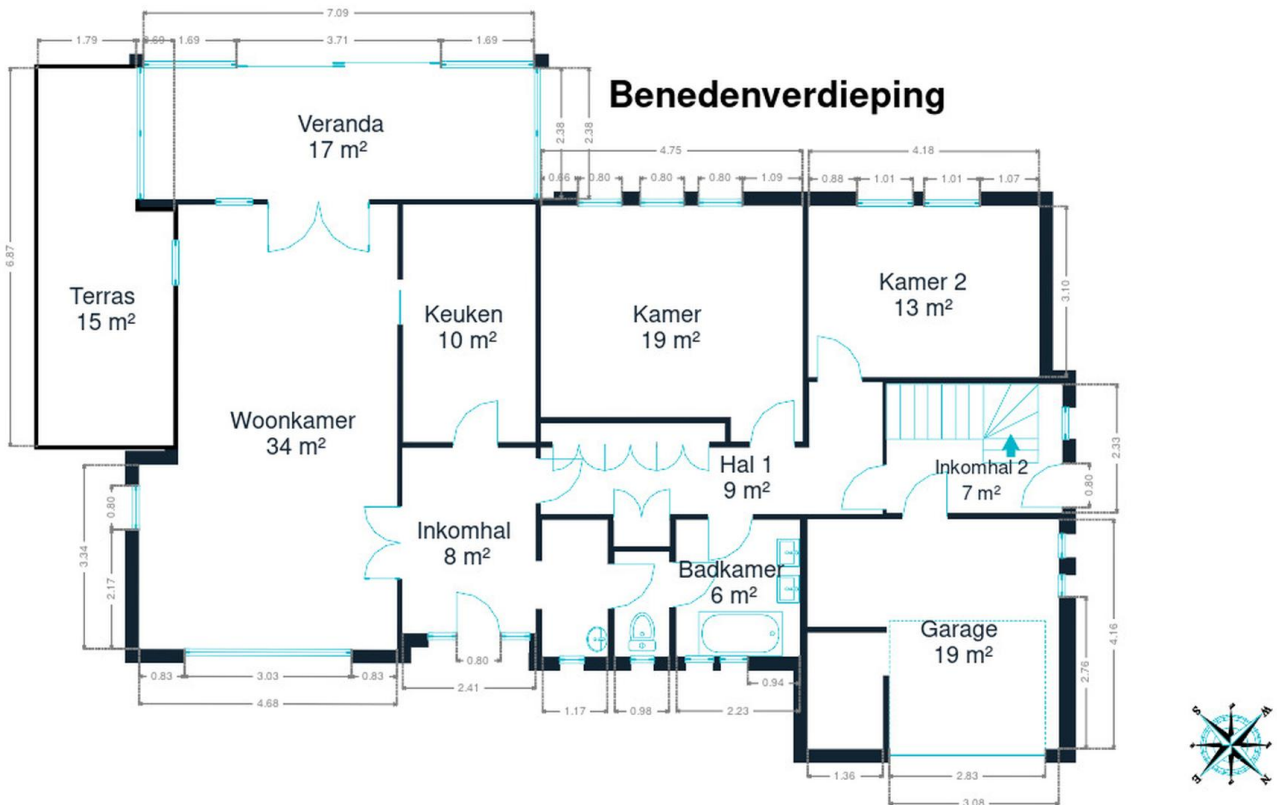 7.09
1.79
0.69
1.69
3.71
1.69
Benedenverdieping
Veranda
17 m²
2.38
2.38
4.75
4.18
0.66
0.80
0.80
0.80
1.09
0.88
1.01
1.01
1.07
6.87
Terras
15 m²
Keuken
10 m²
Kamer
19 m²
Kamer 2
13 m²
3.10
Woonkamer
34 m²
2.33
Hal 1
9 m²
Inkomhal 2
7 m²
0.80
0.80
3.34
2.17
Inkomhal
8 m²
Badkamer
6 m²
4.16
2.76
Garage
19 m²
0.83
3.03
0.83
4.68
0.80
2.41
1.17
0.98
0.94
2.23
1.36
2.83
3.08
S
W
E
N